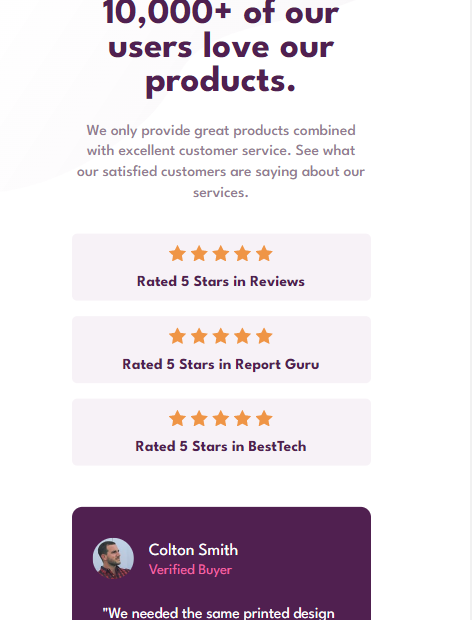 10,000+ of our
users love our
products.
We only provide great products combined
with excellent customer service. See what
our satisfied customers are saying about our
services.
Rated 5 Stars in Reviews
Rated 5 Stars in Report Guru
Rated 5 Stars in BestTech
Colton Smith
Verified Buyer
"We needed the same printed design